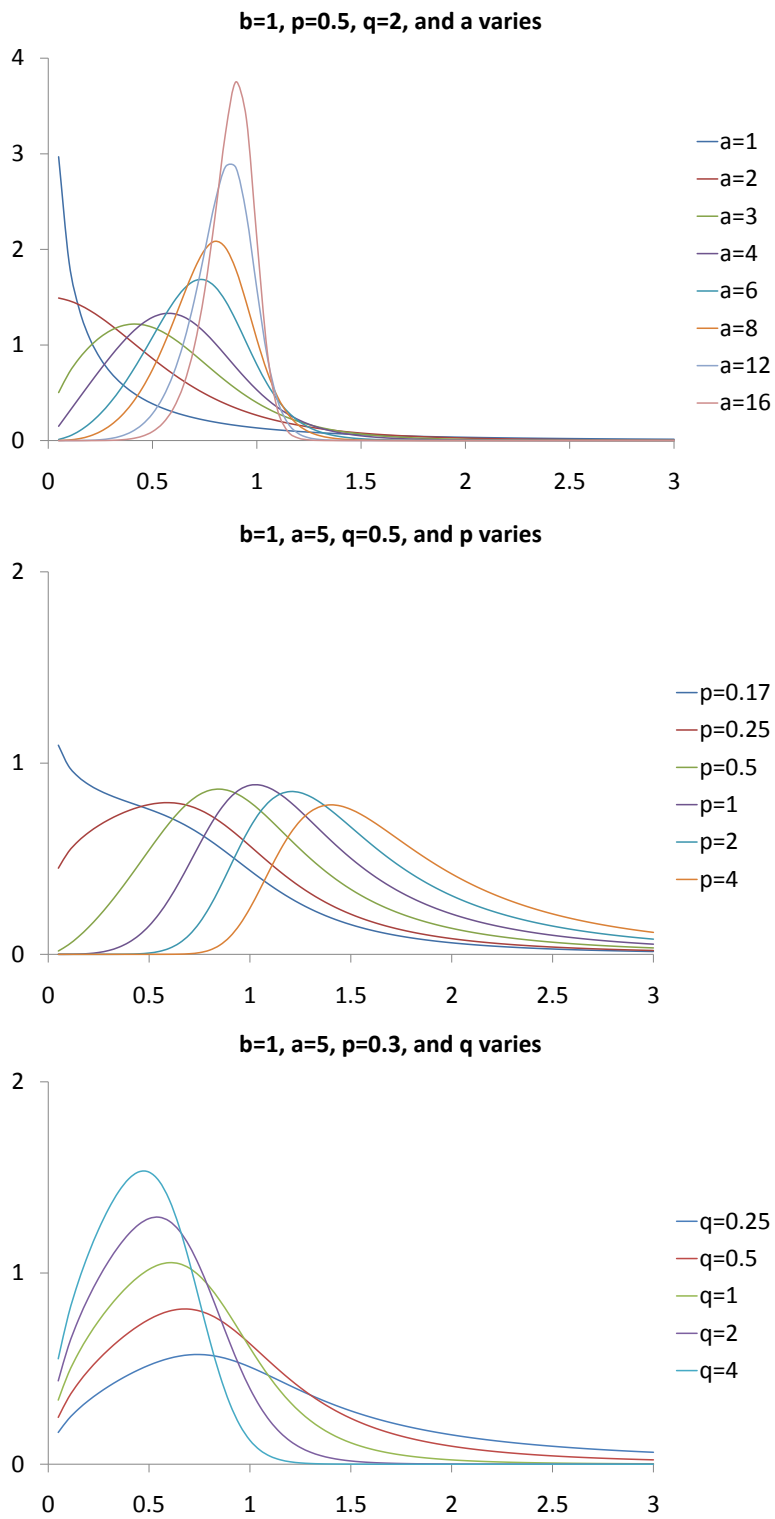 b=1, p=0.5, q=2, and a varies
4
3
2
1
0
0 0.5 1 1.5 2 2.5 3
a=1
a=2
a=3
a=4
a=6
a=8
a=12
a=16
b=1, a=5, q=0.5, and p varies
2
1
0
0 0.5 1 1.5 2 2.5 3
p=0.17
p=0.25
p=0.5
p=1
p=2
p=4
b=1, a=5, p=0.3, and q varies
2
1
0
0 0.5 1 1.5 2 2.5 3
q=0.25
q=0.5
q=1
q=2
q=4